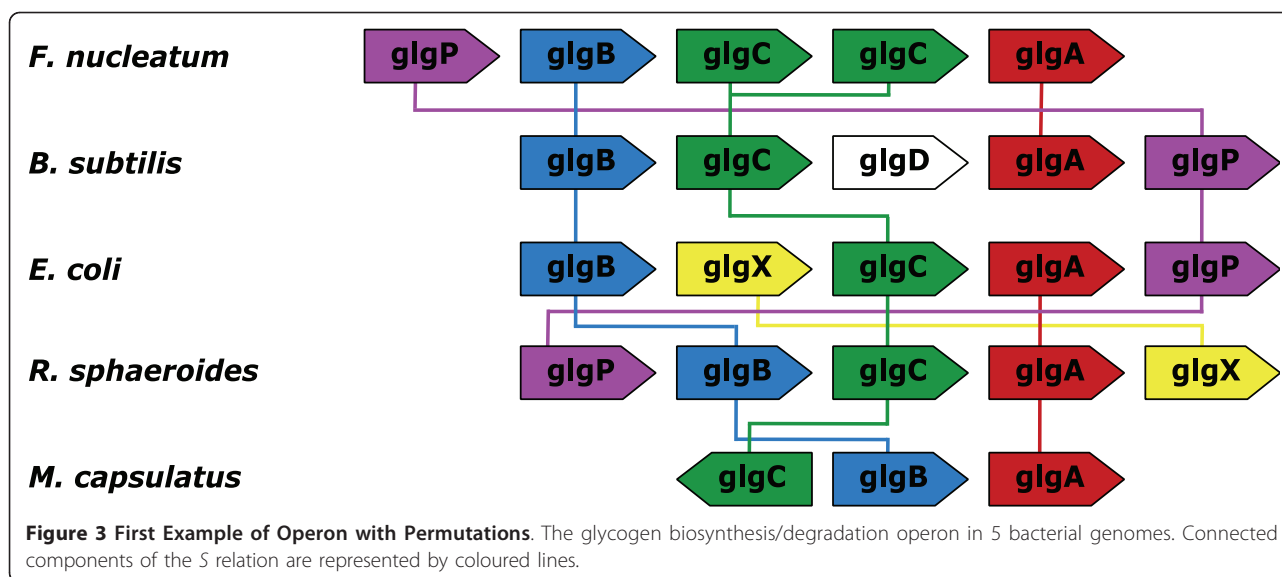 F. nucleatum glgP glgB glgC glgC glgA
B. subtilis glgB glgC glgD glgA glgP
E. coli glgB glgX glgC glgA glgP
R. sphaeroides glgP glgB glgC glgA glgX
M. capsulatus glgC glgB glgA
Figure 3 First Example of Operon with Permutations. The glycogen biosynthesis/degradation operon in 5 bacterial genomes. Connected
components of the S relation are represented by coloured lines.